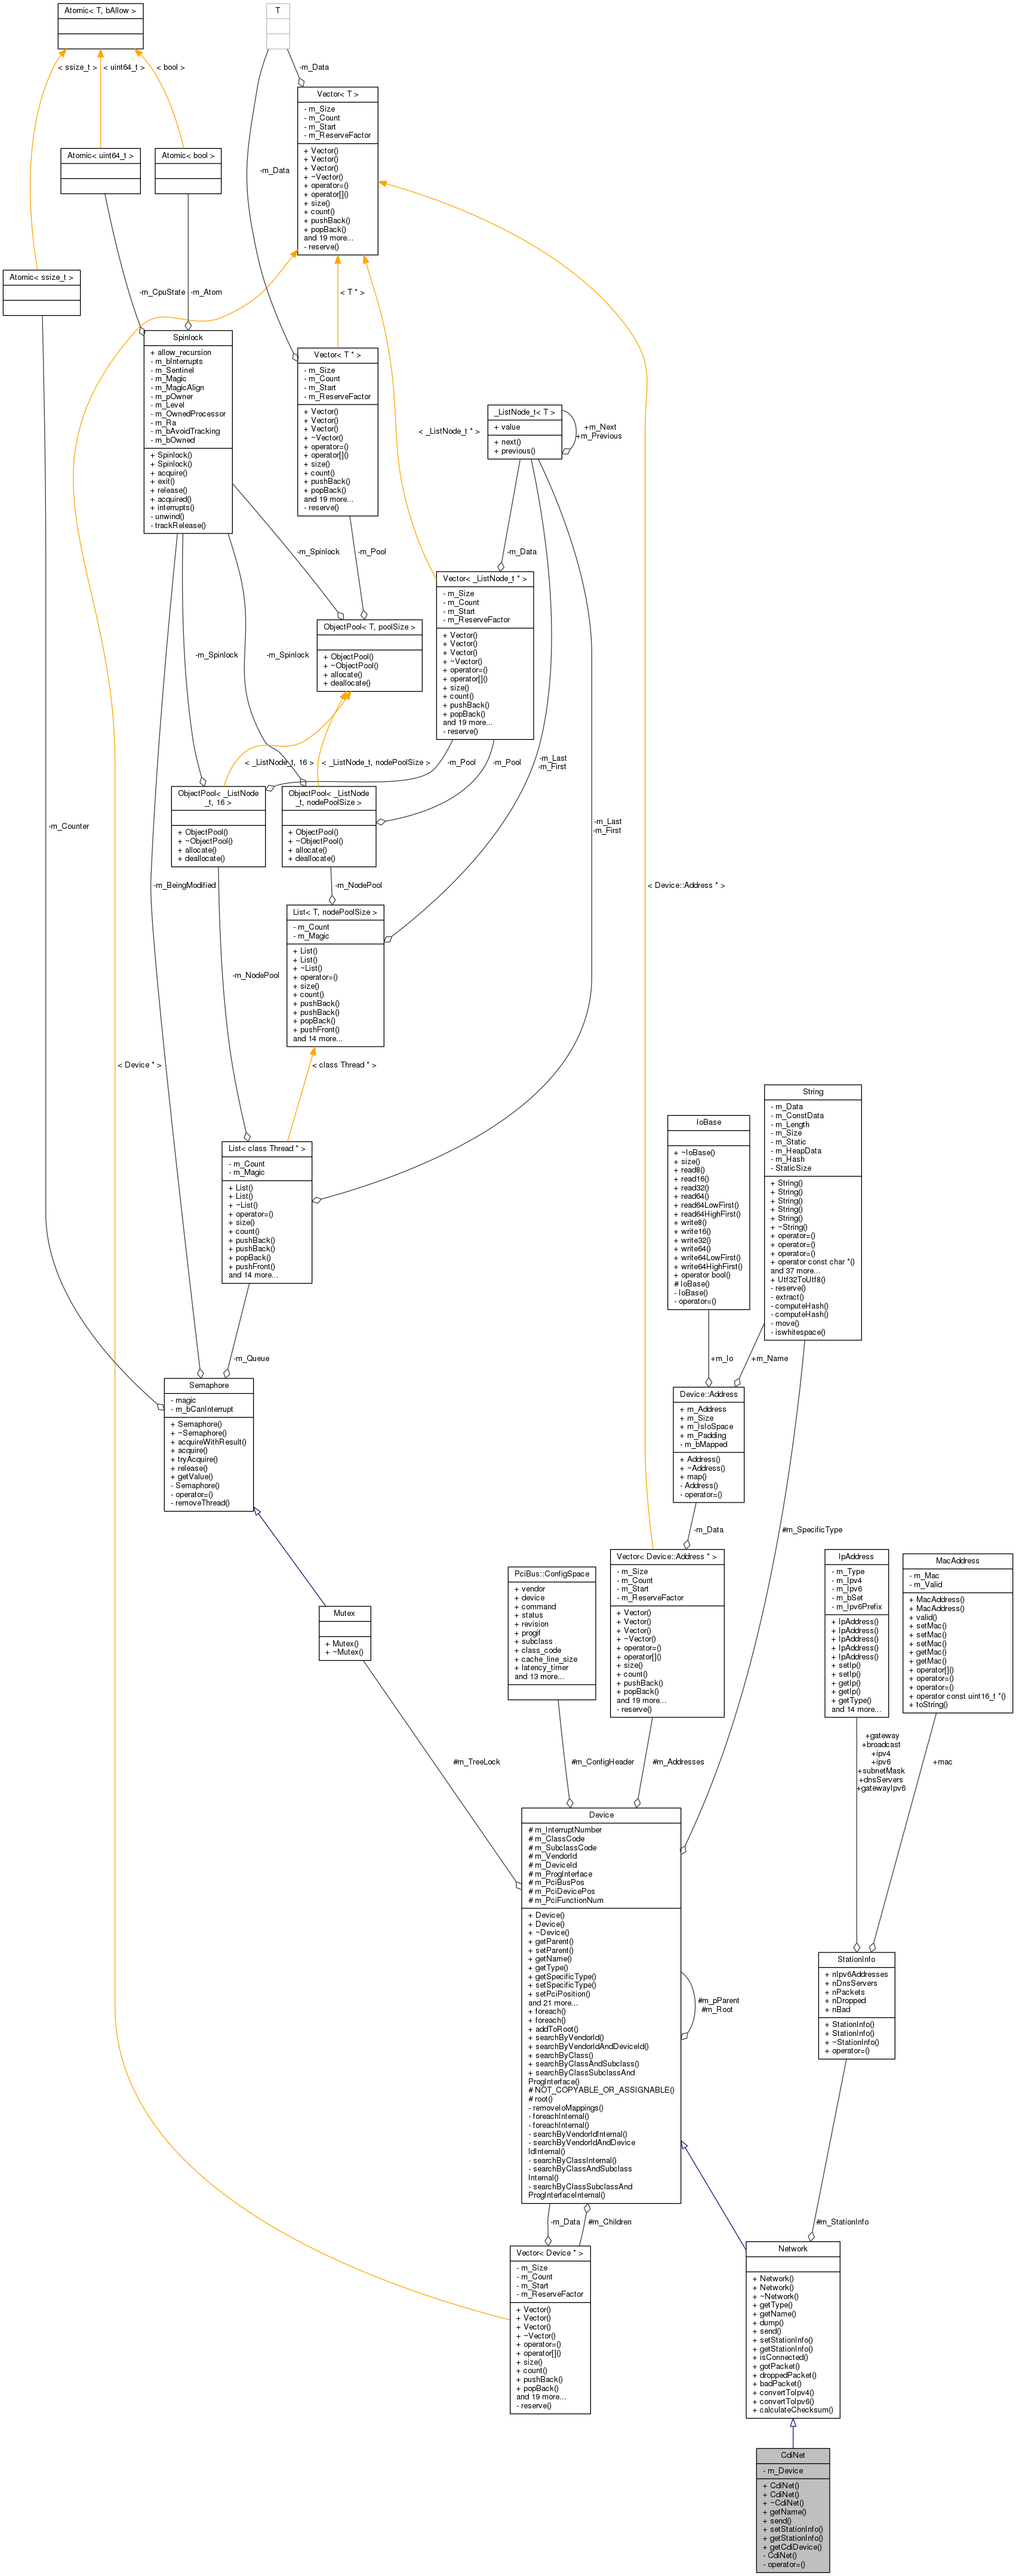 Atomic< T, bAllow >
T
< ssize_t >
< uint64_t >
< bool >
-m_Data
Vector< T >
- m_Size
- m_Count
- m_Start
- m_ReserveFactor
+ Vector()
+ Vector()
+ Vector()
+ ~Vector()
+ operator=()
+ operator[]()
+ size()
+ count()
+ pushBack()
+ popBack()
and 19 more...
- reserve()
Atomic< uint64_t >
Atomic< bool >
-m_Data
Atomic< ssize_t >
-m_CpuState
-m_Atom
< T * >
Spinlock
+ allow_recursion
- m_bInterrupts
- m_Sentinel
- m_Magic
- m_MagicAlign
- m_pOwner
- m_Level
- m_OwnedProcessor
- m_Ra
- m_bAvoidTracking
- m_bOwned
+ Spinlock()
+ Spinlock()
+ acquire()
+ exit()
+ release()
+ acquired()
+ interrupts()
- unwind()
- trackRelease()
Vector< T * >
- m_Size
- m_Count
- m_Start
- m_ReserveFactor
+ Vector()
+ Vector()
+ Vector()
+ ~Vector()
+ operator=()
+ operator[]()
+ size()
+ count()
+ pushBack()
+ popBack()
and 19 more...
- reserve()
< _ListNode_t * >
_ListNode_t< T >
+ value
+ next()
+ previous()
+m_Next
+m_Previous
-m_Spinlock
-m_Pool
-m_Data
Vector< _ListNode_t * >
- m_Size
- m_Count
- m_Start
- m_ReserveFactor
+ Vector()
+ Vector()
+ Vector()
+ ~Vector()
+ operator=()
+ operator[]()
+ size()
+ count()
+ pushBack()
+ popBack()
and 19 more...
- reserve()
ObjectPool< T, poolSize >
+ ObjectPool()
+ ~ObjectPool()
+ allocate()
+ deallocate()
-m_Spinlock
-m_Spinlock
< _ListNode_t, 16 >
< _ListNode_t, nodePoolSize >
-m_Pool
-m_Pool
-m_Last
-m_First
ObjectPool< _ListNode
_t, 16 >
+ ObjectPool()
+ ~ObjectPool()
+ allocate()
+ deallocate()
ObjectPool< _ListNode
_t, nodePoolSize >
+ ObjectPool()
+ ~ObjectPool()
+ allocate()
+ deallocate()
-m_Counter
-m_Last
-m_First
-m_BeingModified
-m_NodePool
< Device::Address * >
List< T, nodePoolSize >
- m_Count
- m_Magic
+ List()
+ List()
+ ~List()
+ operator=()
+ size()
+ count()
+ pushBack()
+ pushBack()
+ popBack()
+ pushFront()
and 14 more...
-m_NodePool
< Device * >
< class Thread * >
List< class Thread * >
- m_Count
- m_Magic
+ List()
+ List()
+ ~List()
+ operator=()
+ size()
+ count()
+ pushBack()
+ pushBack()
+ popBack()
+ pushFront()
and 14 more...
IoBase
+ ~IoBase()
+ size()
+ read8()
+ read16()
+ read32()
+ read64()
+ read64LowFirst()
+ read64HighFirst()
+ write8()
+ write16()
+ write32()
+ write64()
+ write64LowFirst()
+ write64HighFirst()
+ operator bool()
# IoBase()
- IoBase()
- operator=()
String
- m_Data
- m_ConstData
- m_Length
- m_Size
- m_Static
- m_HeapData
- m_Hash
- StaticSize
+ String()
+ String()
+ String()
+ String()
+ String()
+ ~String()
+ operator=()
+ operator=()
+ operator=()
+ operator const char *()
and 37 more...
+ Utf32ToUtf8()
- reserve()
- extract()
- computeHash()
- computeHash()
- move()
- iswhitespace()
-m_Queue
+m_Io
+m_Name
Semaphore
- magic
- m_bCanInterrupt
+ Semaphore()
+ ~Semaphore()
+ acquireWithResult()
+ acquire()
+ tryAcquire()
+ release()
+ getValue()
- Semaphore()
- operator=()
- removeThread()
Device::Address
+ m_Address
+ m_Size
+ m_IsIoSpace
+ m_Padding
- m_bMapped
+ Address()
+ ~Address()
+ map()
- Address()
- operator=()
-m_Data
#m_SpecificType
Mutex
+ Mutex()
+ ~Mutex()
PciBus::ConfigSpace
+ vendor
+ device
+ command
+ status
+ revision
+ progif
+ subclass
+ class_code
+ cache_line_size
+ latency_timer
and 13 more...
Vector< Device::Address * >
- m_Size
- m_Count
- m_Start
- m_ReserveFactor
+ Vector()
+ Vector()
+ Vector()
+ ~Vector()
+ operator=()
+ operator[]()
+ size()
+ count()
+ pushBack()
+ popBack()
and 19 more...
- reserve()
IpAddress
- m_Type
- m_Ipv4
- m_Ipv6
- m_bSet
- m_Ipv6Prefix
+ IpAddress()
+ IpAddress()
+ IpAddress()
+ IpAddress()
+ IpAddress()
+ setIp()
+ setIp()
+ getIp()
+ getIp()
+ getType()
and 14 more...
MacAddress
- m_Mac
- m_Valid
+ MacAddress()
+ MacAddress()
+ valid()
+ setMac()
+ setMac()
+ setMac()
+ getMac()
+ getMac()
+ operator[]()
+ operator=()
+ operator=()
+ operator const uint16_t *()
+ toString()
#m_TreeLock
#m_ConfigHeader
#m_Addresses
+gateway
+broadcast
+ipv4
+ipv6
+subnetMask
+dnsServers
+gatewayIpv6
+mac
Device
# m_InterruptNumber
# m_ClassCode
# m_SubclassCode
# m_VendorId
# m_DeviceId
# m_ProgInterface
# m_PciBusPos
# m_PciDevicePos
# m_PciFunctionNum
+ Device()
+ Device()
+ ~Device()
+ getParent()
+ setParent()
+ getName()
+ getType()
+ getSpecificType()
+ setSpecificType()
+ setPciPosition()
and 21 more...
+ foreach()
+ foreach()
+ addToRoot()
+ searchByVendorId()
+ searchByVendorIdAndDeviceId()
+ searchByClass()
+ searchByClassAndSubclass()
+ searchByClassSubclassAnd
ProgInterface()
# NOT_COPYABLE_OR_ASSIGNABLE()
# root()
- removeIoMappings()
- foreachInternal()
- foreachInternal()
- searchByVendorIdInternal()
- searchByVendorIdAndDevice
IdInternal()
- searchByClassInternal()
- searchByClassAndSubclass
Internal()
- searchByClassSubclassAnd
ProgInterfaceInternal()
#m_pParent
#m_Root
StationInfo
+ nIpv6Addresses
+ nDnsServers
+ nPackets
+ nDropped
+ nBad
+ StationInfo()
+ StationInfo()
+ ~StationInfo()
+ operator=()
-m_Data
#m_Children
#m_StationInfo
Vector< Device * >
- m_Size
- m_Count
- m_Start
- m_ReserveFactor
+ Vector()
+ Vector()
+ Vector()
+ ~Vector()
+ operator=()
+ operator[]()
+ size()
+ count()
+ pushBack()
+ popBack()
and 19 more...
- reserve()
Network
+ Network()
+ Network()
+ ~Network()
+ getType()
+ getName()
+ dump()
+ send()
+ setStationInfo()
+ getStationInfo()
+ isConnected()
+ gotPacket()
+ droppedPacket()
+ badPacket()
+ convertToIpv4()
+ convertToIpv6()
+ calculateChecksum()
CdiNet
- m_Device
+ CdiNet()
+ CdiNet()
+ ~CdiNet()
+ getName()
+ send()
+ setStationInfo()
+ getStationInfo()
+ getCdiDevice()
- CdiNet()
- operator=()